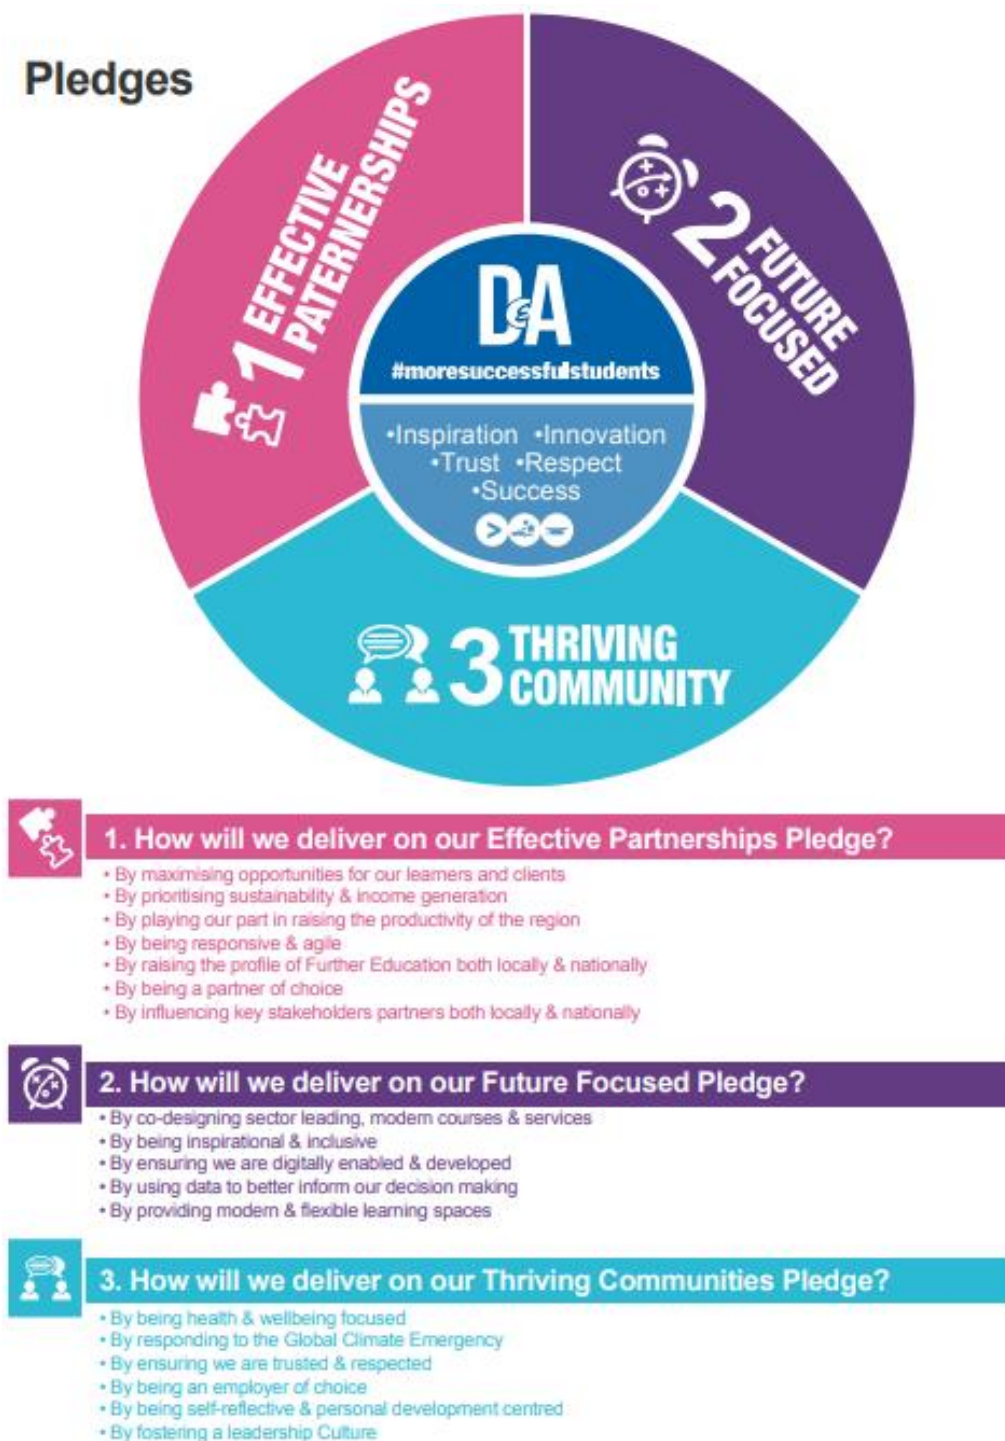 Pledges
1 EFFECTIVE
PATERNERSHIPS
2 FUTURE
FOCUSED
D&A
#moresuccessfulstudents
•Inspiration •Innovation
•Trust •Respect
•Success
3 THRIVING
COMMUNITY
1. How will we deliver on our Effective Partnerships Pledge?
• By maximising opportunities for our learners and clients
• By prioritising sustainability & income generation
• By playing our part in raising the productivity of the region
• By being responsive & agile
• By raising the profile of Further Education both locally & nationally
• By being a partner of choice
• By influencing key stakeholders partners both locally & nationally
2. How will we deliver on our Future Focused Pledge?
• By co-designing sector leading, modern courses & services
• By being inspirational & inclusive
• By ensuring we are digitally enabled & developed
• By using data to better inform our decision making
• By providing modern & flexible learning spaces
3. How will we deliver on our Thriving Communities Pledge?
• By being health & wellbeing focused
• By responding to the Global Climate Emergency
• By ensuring we are trusted & respected
• By being an employer of choice
• By being self-reflective & personal development centred
• By fostering a leadership Culture